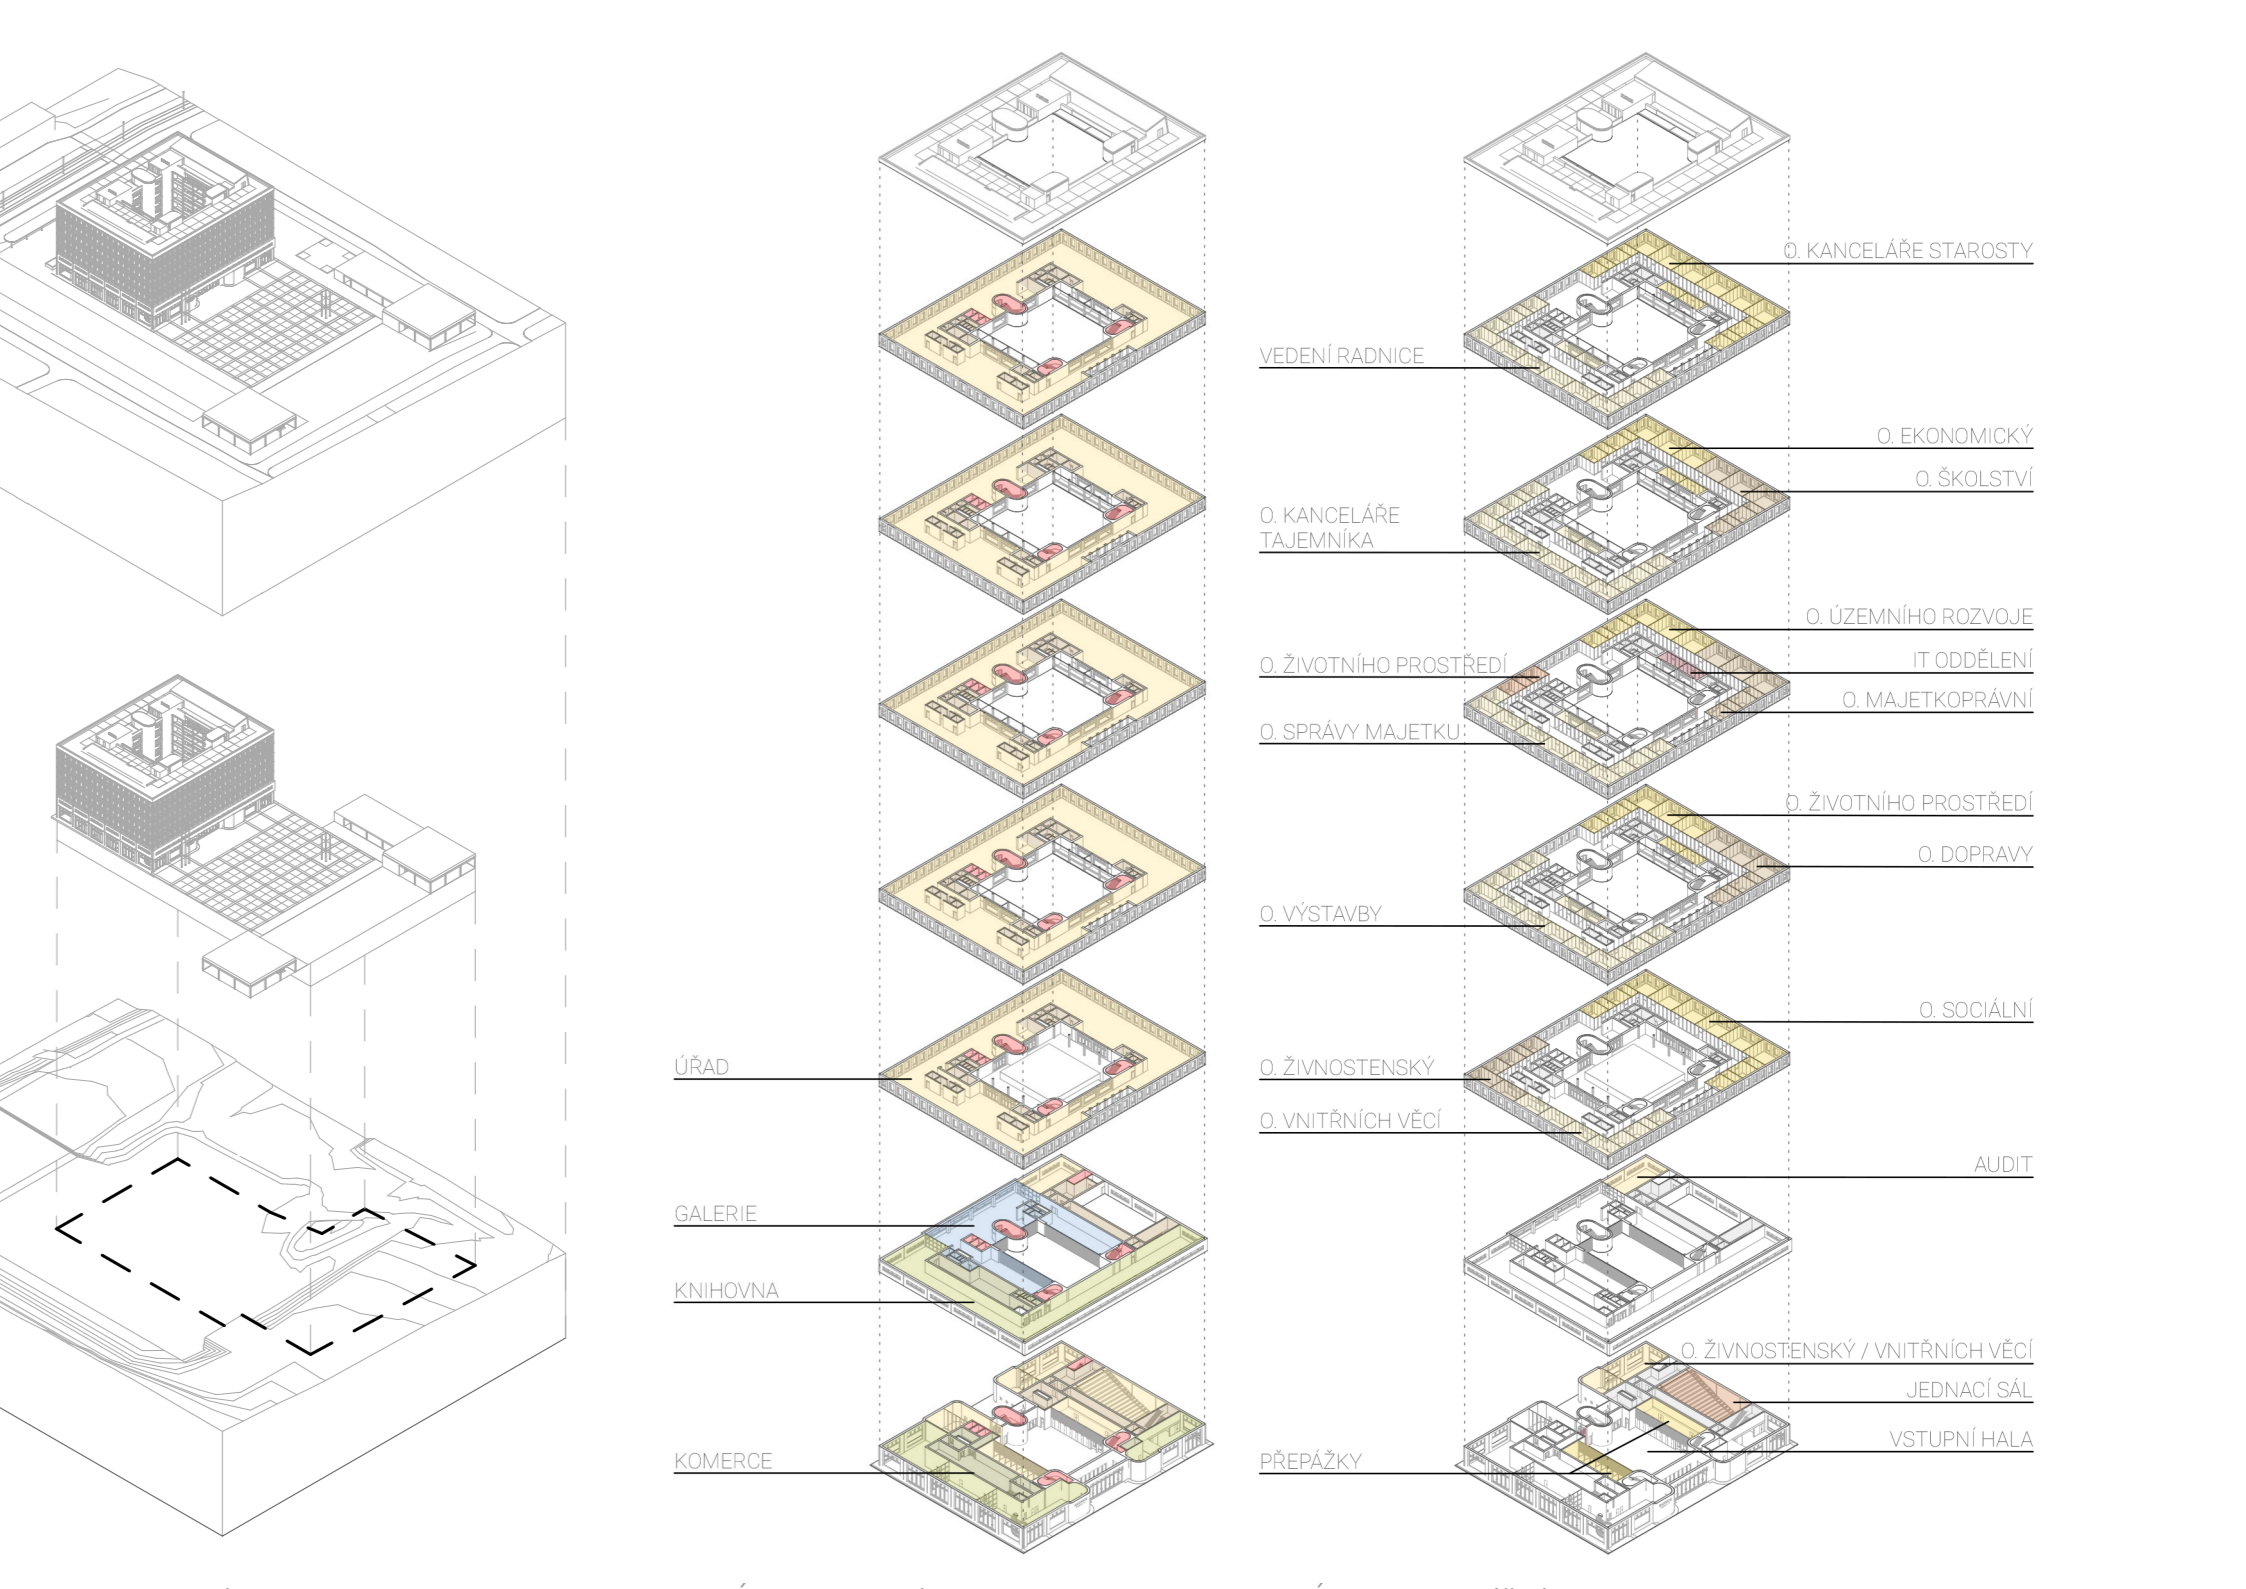 O. KANCELÁŘE STAROSTY
VEDENÍ RADNICE
O. EKONOMICKÝ
O. ŠKOLSTVÍ
O. KANCELÁŘE
TAJEMNÍKA
O. ÚZEMNÍHO ROZVOJE
O. ŽIVOTNÍHO PROSTŘEDÍ
IT ODDĚLENÍ
O. MAJETKOPRÁVNÍ
O. SPRÁVY MAJETKU
O. ŽIVOTNÍHO PROSTŘEDÍ
O. DOPRAVY
O. VÝSTAVBY
O. SOCIÁLNÍ
ÚŘAD
O. ŽIVNOSTENSKÝ
O. VNITŘNÍCH VĚCÍ
AUDIT
GALERIE
KNIHOVNA
O. ŽIVNOSTENSKÝ / VNITŘNÍCH VĚCÍ
JEDNACÍ SÁL
VSTUPNÍ HALA
KOMERCE
PŘEPÁŽKY